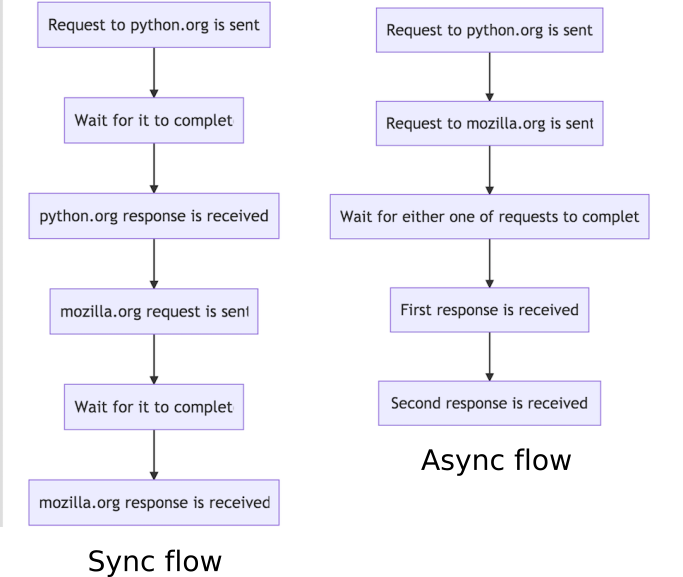 Request to python.org is sent
Wait for it to complet
python.org response is received
mozilla.org request is sent
Wait for it to complet
mozilla.org response is received
Sync flow
Request to python.org is sent
Request to mozilla.org is sent
Wait for either one of requests to complet
First response is received
Second response is received
Async flow